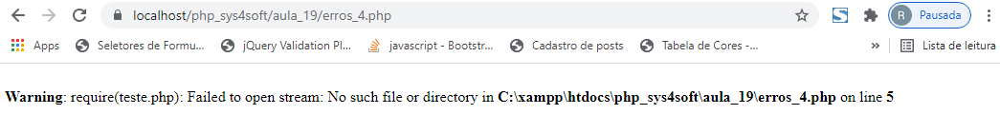 localhost/php_sys4soft/aula_19/erros_4.php
S
R Pausada
Apps Seletores de Formu... jQuery Validation Pl... javascript - Bootstr... Cadastro de posts Tabela de Cores -... » Lista de leitura
Warning: require(teste.php): Failed to open stream: No such file or directory in C:\xampp\htdocs\php_sys4soft\aula_19\erros_4.php on line 5